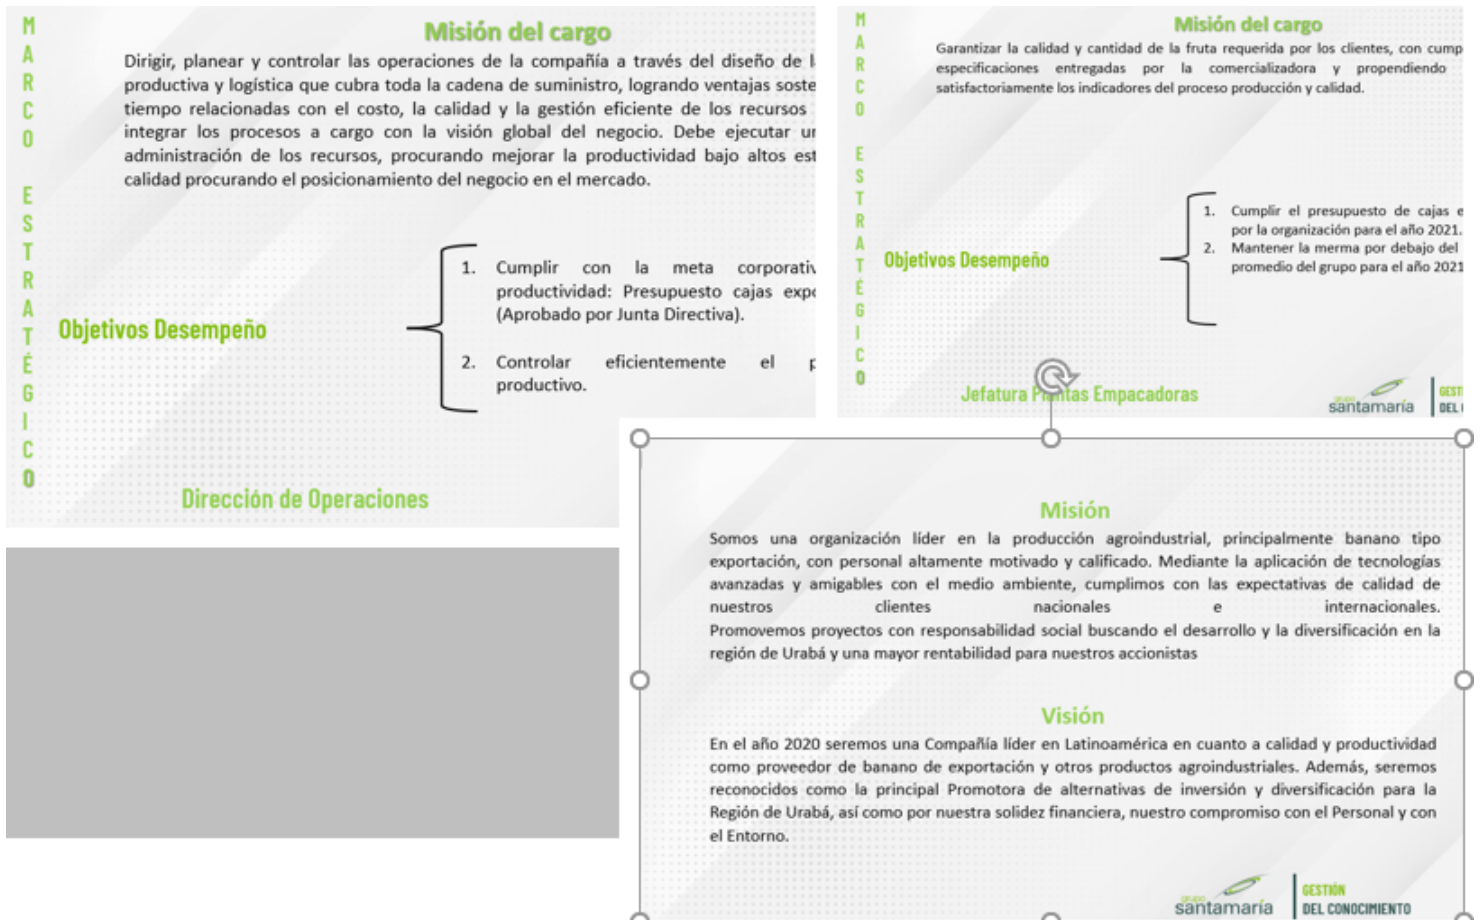 MARCO ESTRATÉGICO
Misión del cargo
Dirigir, planear y controlar las operaciones de la compañía a través del diseño de
productiva y logística que cubra toda la cadena de suministro, logrando ventajas
tiempo relacionadas con el costo, la calidad y la gestión eficiente de los recursos
integrar los procesos a cargo con la visión global del negocio. Debe ejecutar
administración de los recursos, procurando mejorar la productividad bajo altos
calidad procurando el posicionamiento del negocio en el mercado.
Objetivos Desempeño
1. Cumplir con la meta
productividad: Presupuesto cajas
(Aprobado por Junta Directiva).
2. Controlar eficientemente el
productivo.
Dirección de Operaciones
MARCO ESTRATÉGICO
Misión del cargo
Garantizar la calidad y cantidad de la fruta requerida por los clientes, con
especificaciones entregadas por la comercializadora y propendiendo
satisfactoriamente los indicadores del proceso producción y calidad.
Objetivos Desempeño
1. Cumplir el presupuesto de cajas
por la organización para el año 2021.
2. Mantener la merma por debajo del
promedio del grupo para el año 2021
Jefatura Plantas Empacadoras
grupo
santamaría
Misión
Somos una organización líder en la producción agroindustrial, principalmente banano tipo
exportación, con personal altamente motivado y calificado. Mediante la aplicación de tecnologías
avanzadas y amigables con el medio ambiente, cumplimos con las expectativas de calidad de
nuestros clientes nacionales e internacionales.
Promovemos proyectos con responsabilidad social buscando el desarrollo y la diversificación en la
región de Urabá y una mayor rentabilidad para nuestros accionistas
Visión
En el año 2020 seremos una Compañía líder en Latinoamérica en cuanto a calidad y productividad
como proveedor de banano de exportación y otros productos agroindustriales. Además, seremos
reconocidos como la principal Promotora de alternativas de inversión y diversificación para la
Región de Urabá, así como por nuestra solidez financiera, nuestro compromiso con el Personal y con
el Entorno.
grupo
santamaría
GESTIÓN
DEL CONOCIMIENTO